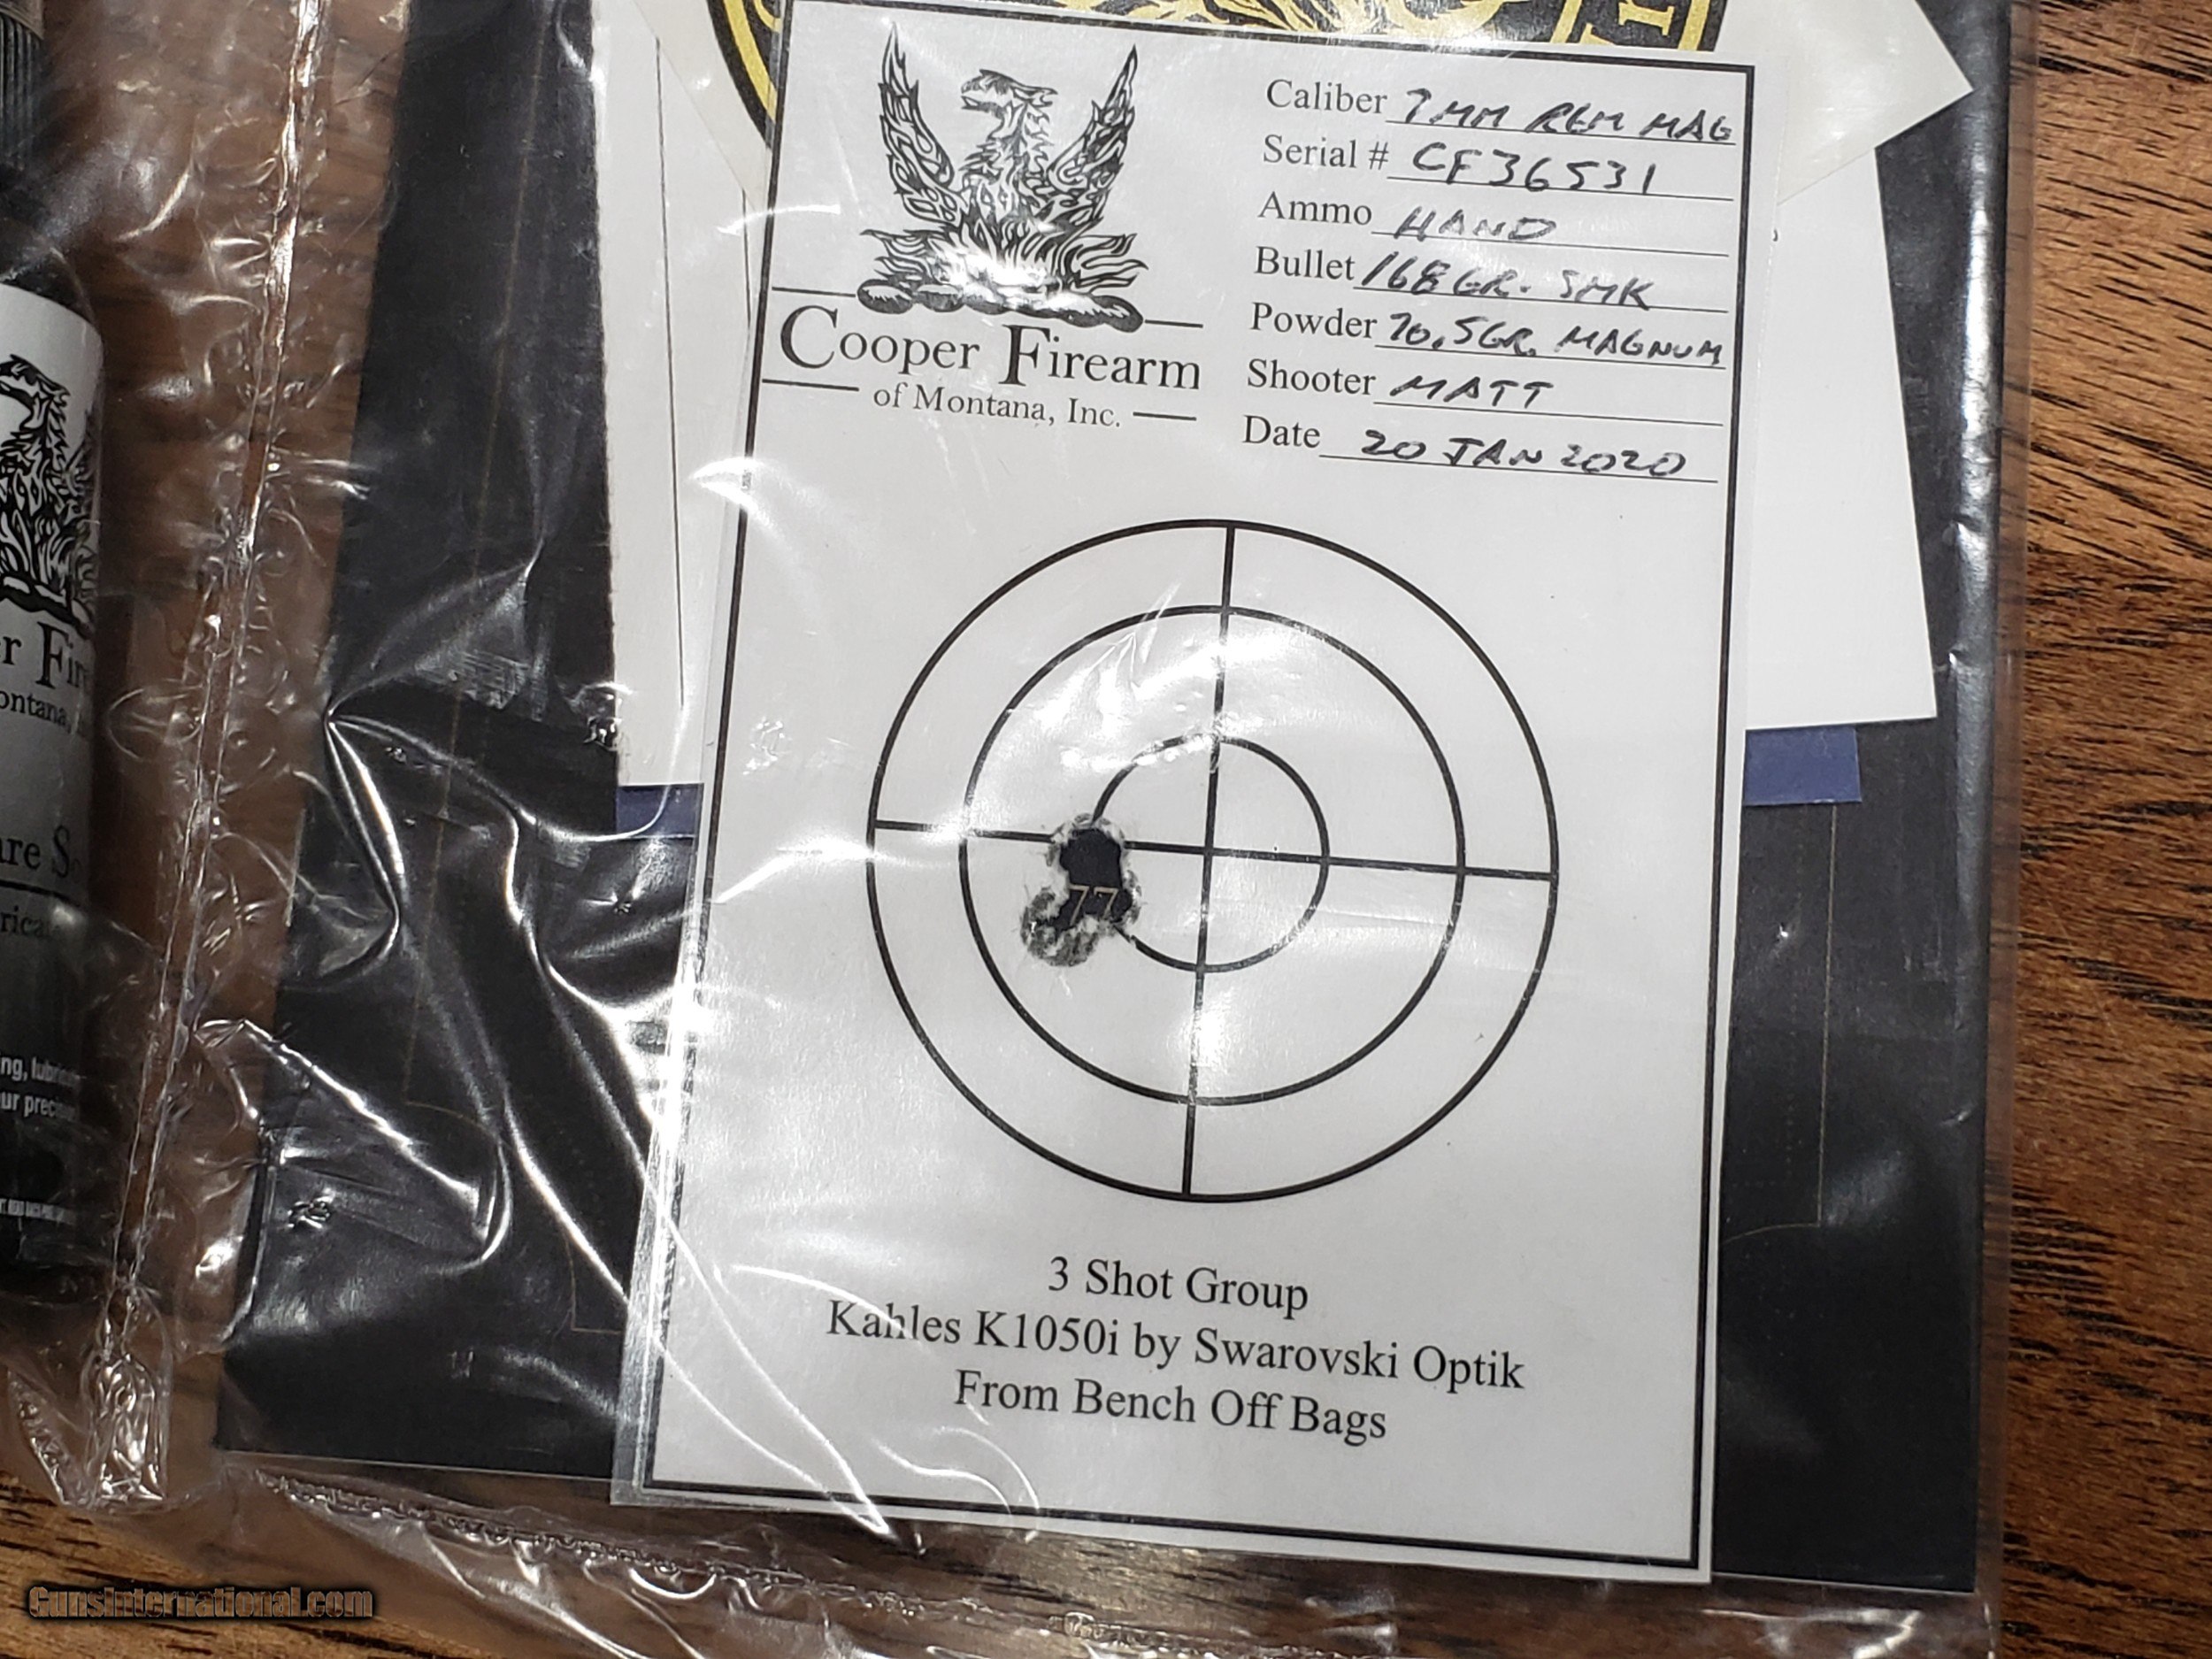 Caliber 7MM REM MAG
Serial # CF36531
Ammo HAND
Bullet 168 GR. SMK
Powder 70.5GR. MAGNUM
Shooter MATT
Date 20 JAN 2020
Cooper Firearm
of Montana, Inc.
77
3 Shot Group
Kahles K1050i by Swarovski Optik
From Bench Off Bags
GunsInternational.com